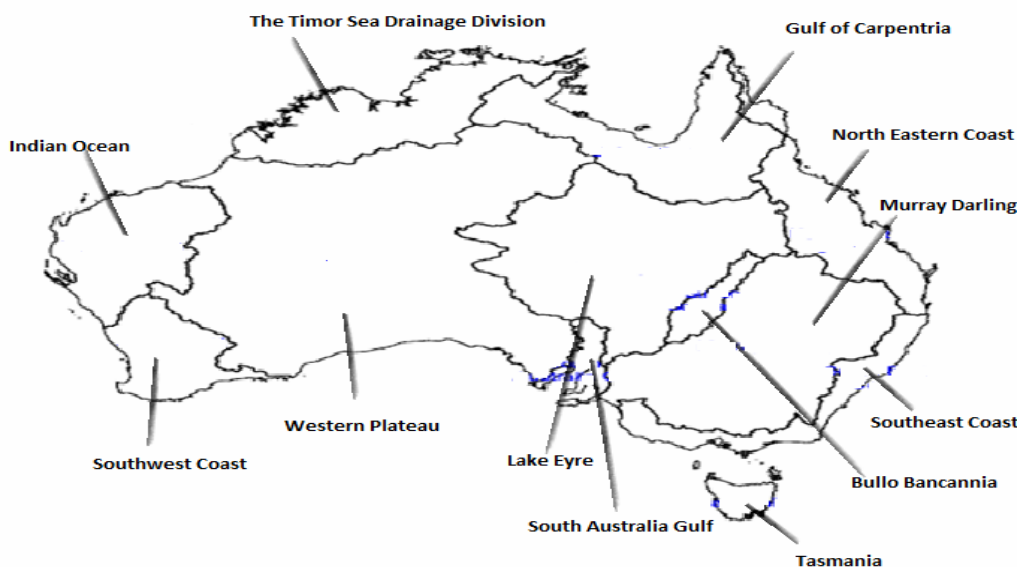 The Timor Sea Drainage Division
Gulf of Carpentria
Indian Ocean
North Eastern Coast
Murray Darling
Western Plateau
Southeast Coast
Southwest Coast
Lake Eyre
Bullo Bancannia
South Australia Gulf
Tasmania